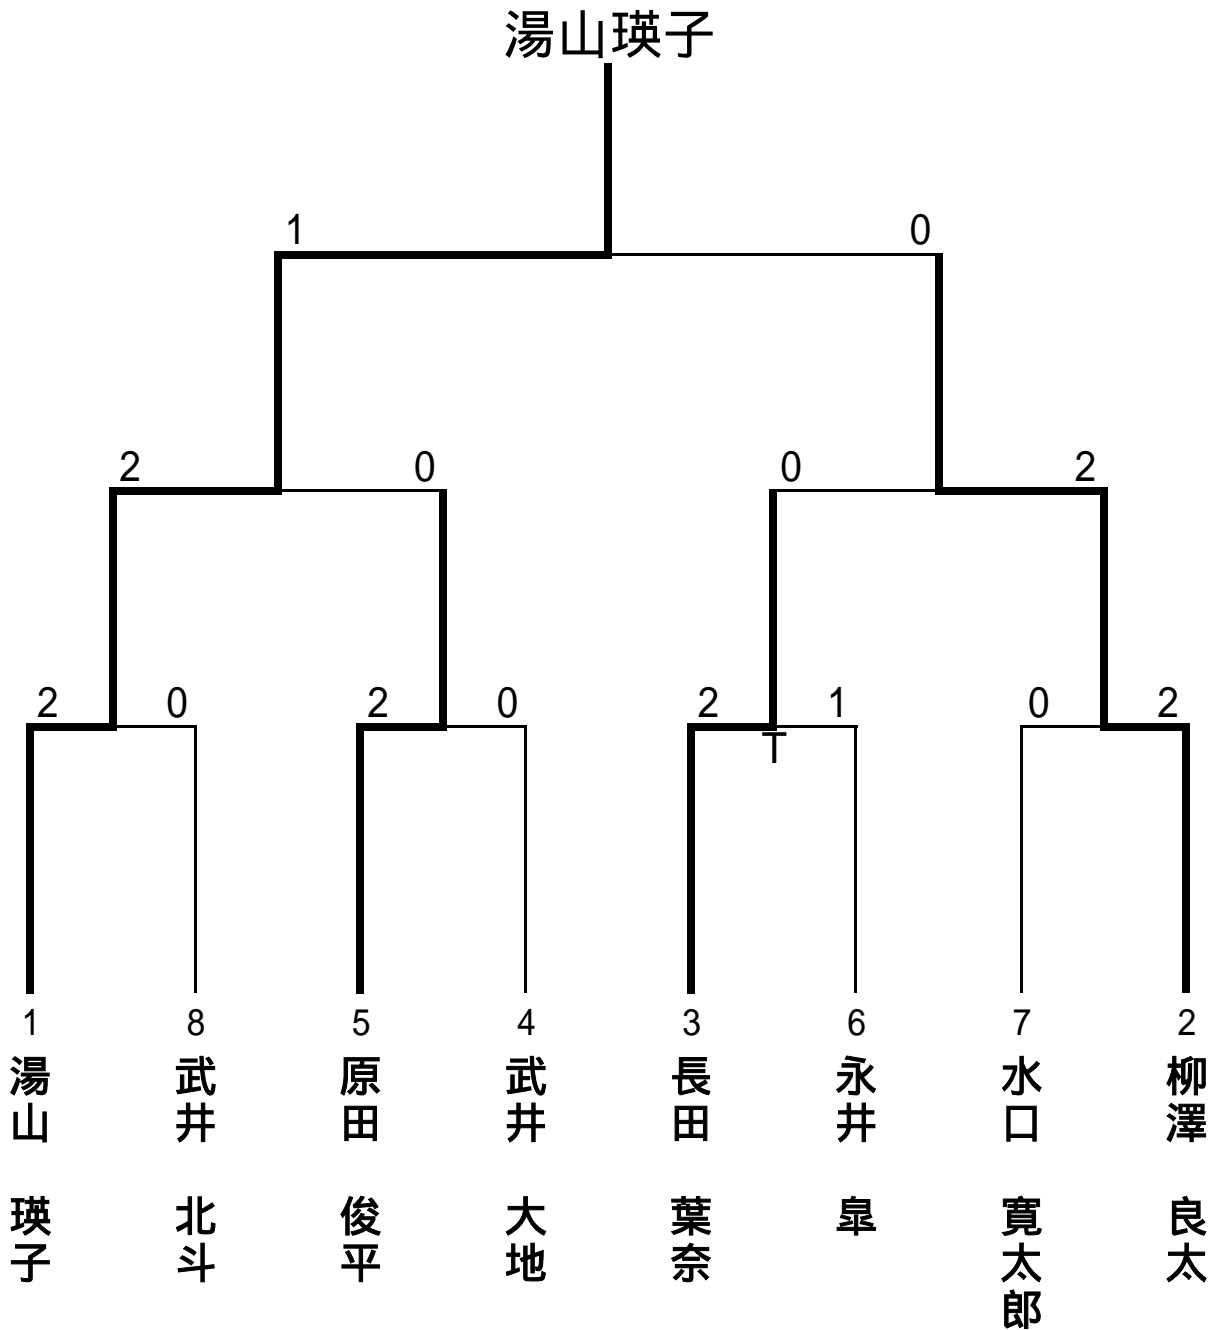 湯山瑛子
1 0
2 0 0 2
2 0 2 0 2 1 0 2
T
1 8 5 4 3 6 7 2
湯山 瑛子
武井 北斗
原田 俊平
武井 大地
長田 葉奈
永井 皐
水口 寛太郎
柳澤 良太